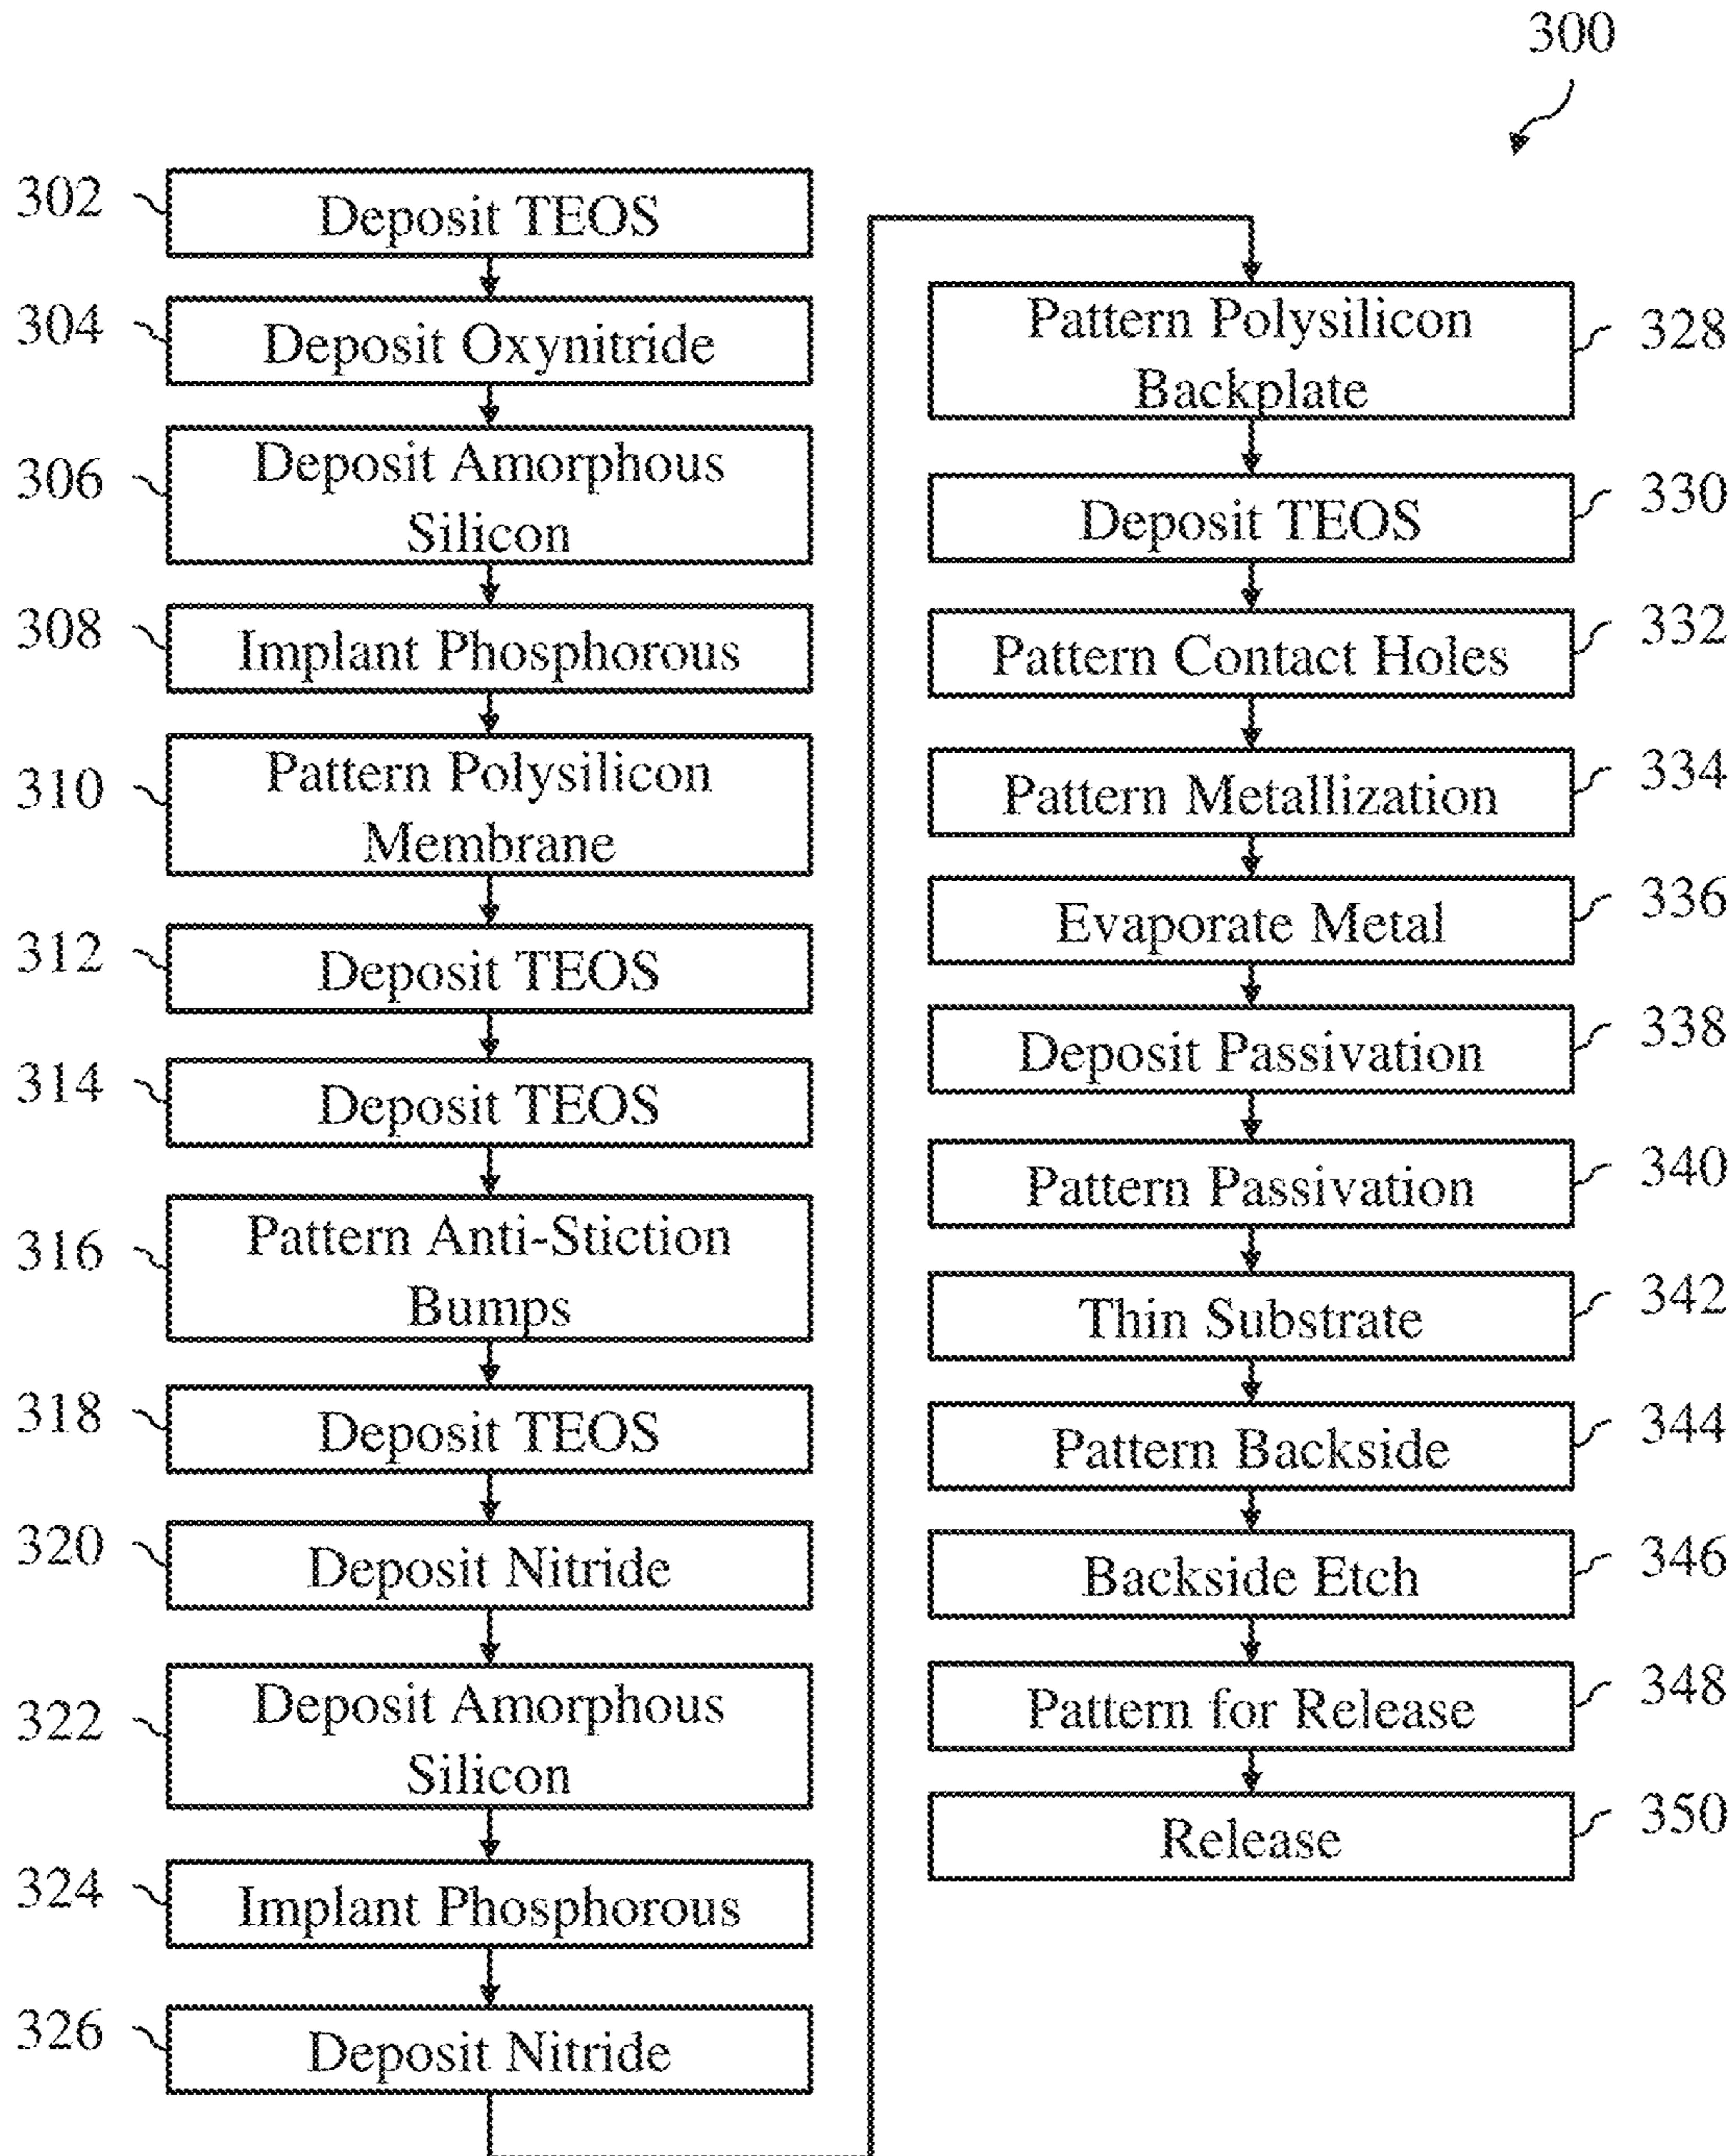 300
302
Deposit TEOS
304
Deposit Oxynitride
306
Deposit Amorphous
Silicon
308
Implant Phosphorous
310
Pattern Polysilicon
Membrane
312
Deposit TEOS
314
Deposit TEOS
316
Pattern Anti-Stiction
Bumps
318
Deposit TEOS
320
Deposit Nitride
322
Deposit Amorphous
Silicon
324
Implant Phosphorous
326
Deposit Nitride
Pattern Polysilicon
Backplate
328
Deposit TEOS
330
Pattern Contact Holes
332
Pattern Metallization
334
Evaporate Metal
336
Deposit Passivation
338
Pattern Passivation
340
Thin Substrate
342
Pattern Backside
344
Backside Etch
346
Pattern for Release
348
Release
350